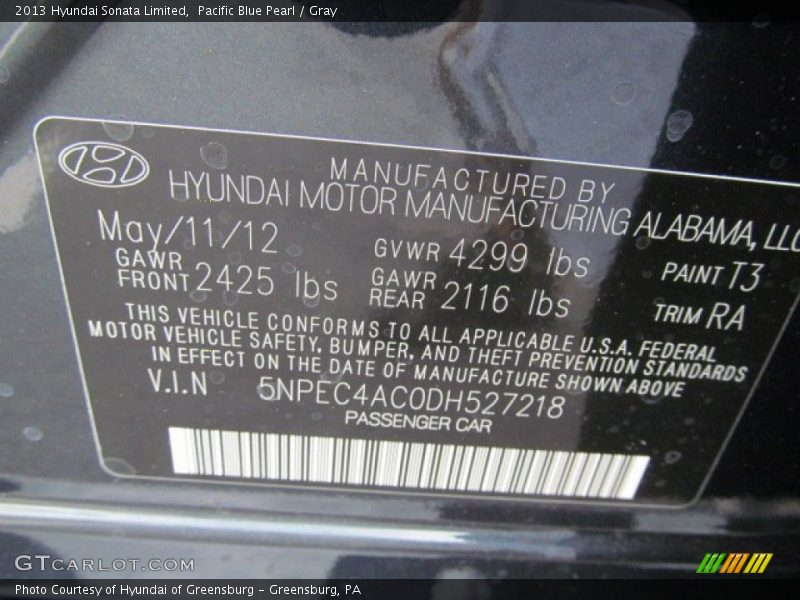 2013 Hyundai Sonata Limited, Pacific Blue Pearl / Gray
MANUFACTURED BY
HYUNDAI MOTOR MANUFACTURING ALABAMA, LLC
May/11/12 GVWR 4299 lbs PAINT T3
GAWR FRONT 2425 lbs GAWR REAR 2116 lbs TRIM RA
THIS VEHICLE CONFORMS TO ALL APPLICABLE U.S.A. FEDERAL
MOTOR VEHICLE SAFETY, BUMPER, AND THEFT PREVENTION STANDARDS
IN EFFECT ON THE DATE OF MANUFACTURE SHOWN ABOVE
V.I.N 5NPEC4AC0DH527218
PASSENGER CAR
GTCARLOT.COM
Photo Courtesy of Hyundai of Greensburg - Greensburg, PA